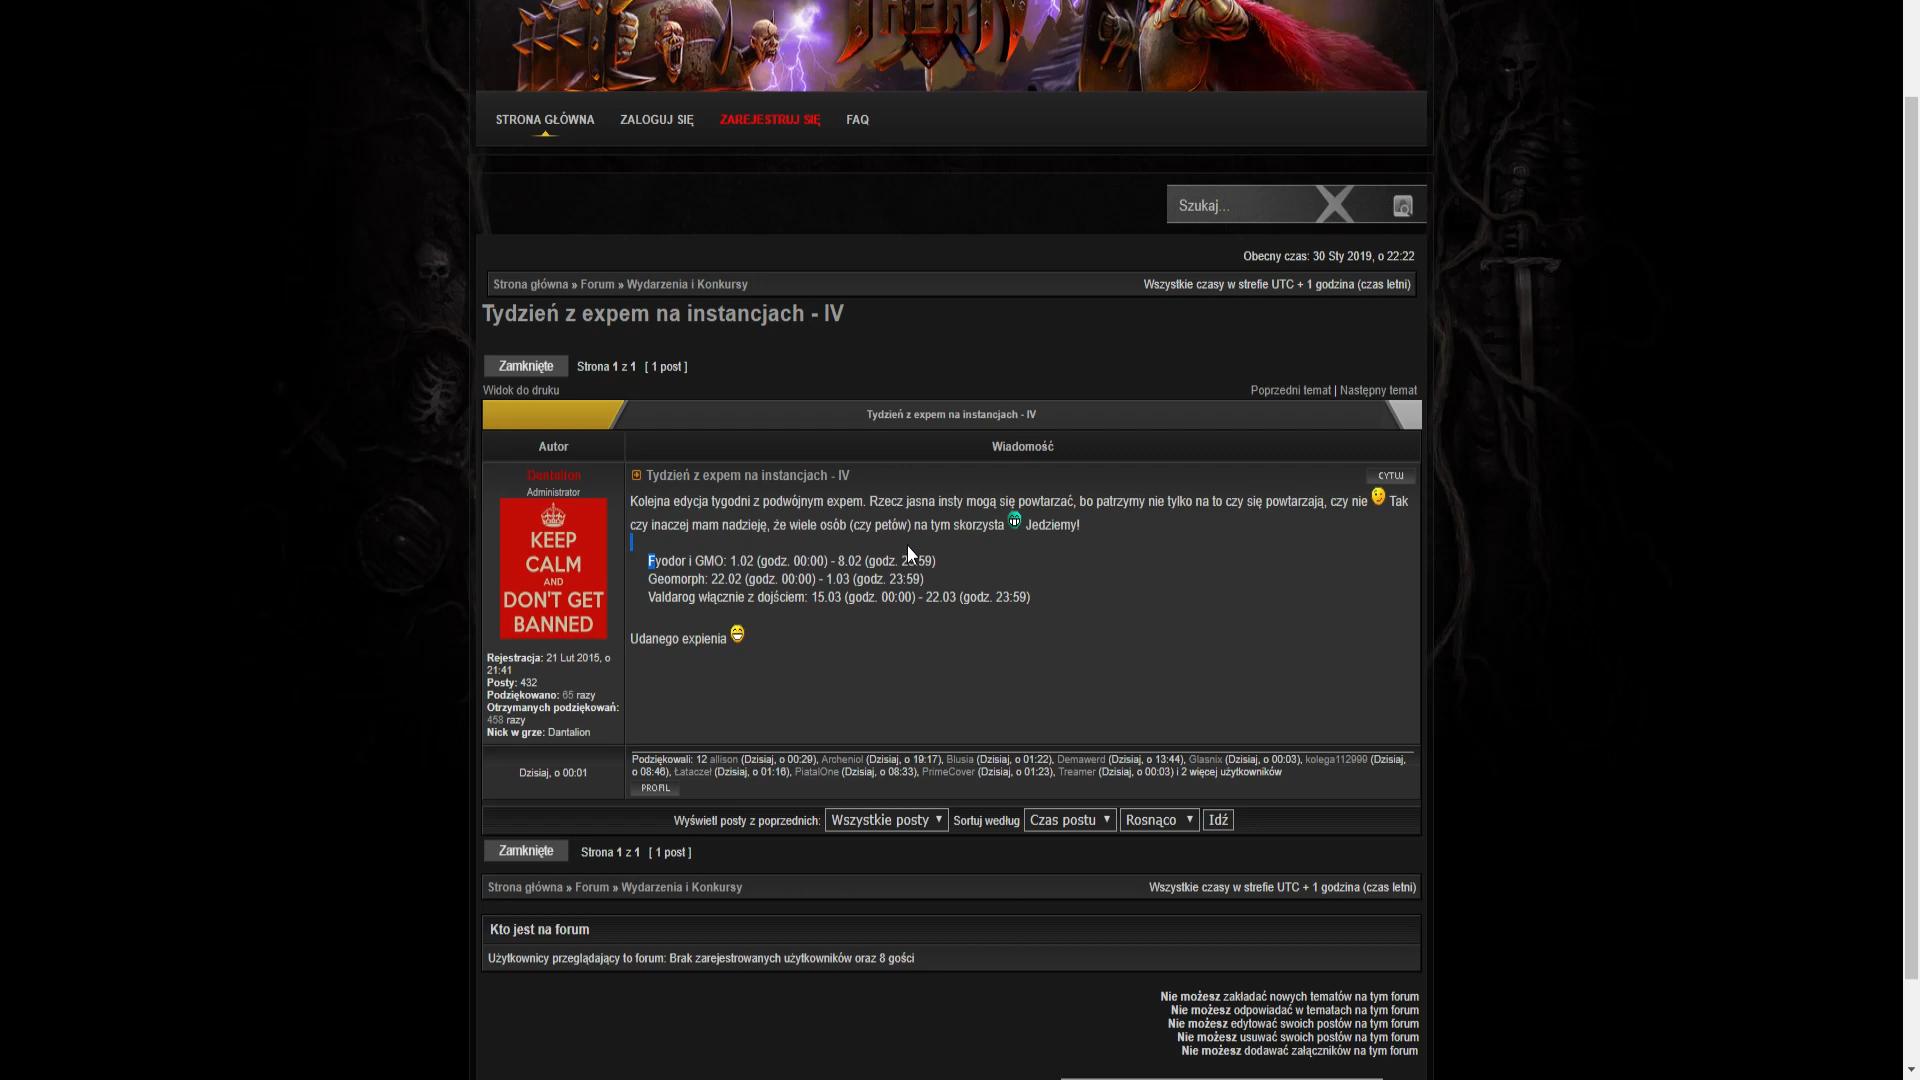 STRONA GŁÓWNA ZALOGUJ SIĘ ZAREJESTRUJ SIĘ FAQ
Szukaj...
Obecny czas: 30 Sty 2019, o 22:22
Strona główna » Forum » Wydarzenia i Konkursy Wszystkie czasy w strefie UTC + 1 godzina (czas letni)
Tydzień z expem na instancjach - IV
Zamknięte Strona 1 z 1 [ 1 post ]
Widok do druku Poprzedni temat | Następny temat
Tydzień z expem na instancjach - IV
Autor Wiadomość
Dantalion
Administrator
KEEP
CALM
AND
DON'T GET
BANNED
Rejestracja: 21 Lut 2015, o
21:41
Posty: 432
Podziękowano: 65 razy
Otrzymanych podziękowań:
458 razy
Nick w grze: Dantalion
Tydzień z expem na instancjach - IV CYTUJ
Kolejna edycja tygodni z podwójnym expem. Rzecz jasna insty mogą się powtarzać, bo patrzymy nie tylko na to czy się powtarzają, czy nie Tak
czy inaczej mam nadzieję, że wiele osób (czy petów) na tym skorzysta Jedziemy!
Fyodor i GMO: 1.02 (godz. 00:00) - 8.02 (godz. 23:59)
Geomorph: 22.02 (godz. 00:00) - 1.03 (godz. 23:59)
Valdarog włącznie z dojściem: 15.03 (godz. 00:00) - 22.03 (godz. 23:59)
Udanego expienia
Dzisiaj, o 00:01
Podziękowali: 12 allison (Dzisiaj, o 00:29), Archeniol (Dzisiaj, o 19:17), Blusia (Dzisiaj, o 01:22), Demawerd (Dzisiaj, o 13:44), Glasnix (Dzisiaj, o 00:03), kolega112999 (Dzisiaj,
o 08:46), Łataczeł (Dzisiaj, o 01:16), PiatalOne (Dzisiaj, o 08:33), PrimeCover (Dzisiaj, o 01:23), Treamer (Dzisiaj, o 00:03) i 2 więcej użytkowników
PROFIL
Wyświetl posty z poprzednich: Wszystkie posty Sortuj według Czas postu Rosnąco Idź
Zamknięte Strona 1 z 1 [ 1 post ]
Strona główna » Forum » Wydarzenia i Konkursy Wszystkie czasy w strefie UTC + 1 godzina (czas letni)
Kto jest na forum
Użytkownicy przeglądający to forum: Brak zarejestrowanych użytkowników oraz 8 gości
Nie możesz zakładać nowych tematów na tym forum
Nie możesz odpowiadać w tematach na tym forum
Nie możesz edytować swoich postów na tym forum
Nie możesz usuwać swoich postów na tym forum
Nie możesz dodawać załączników na tym forum